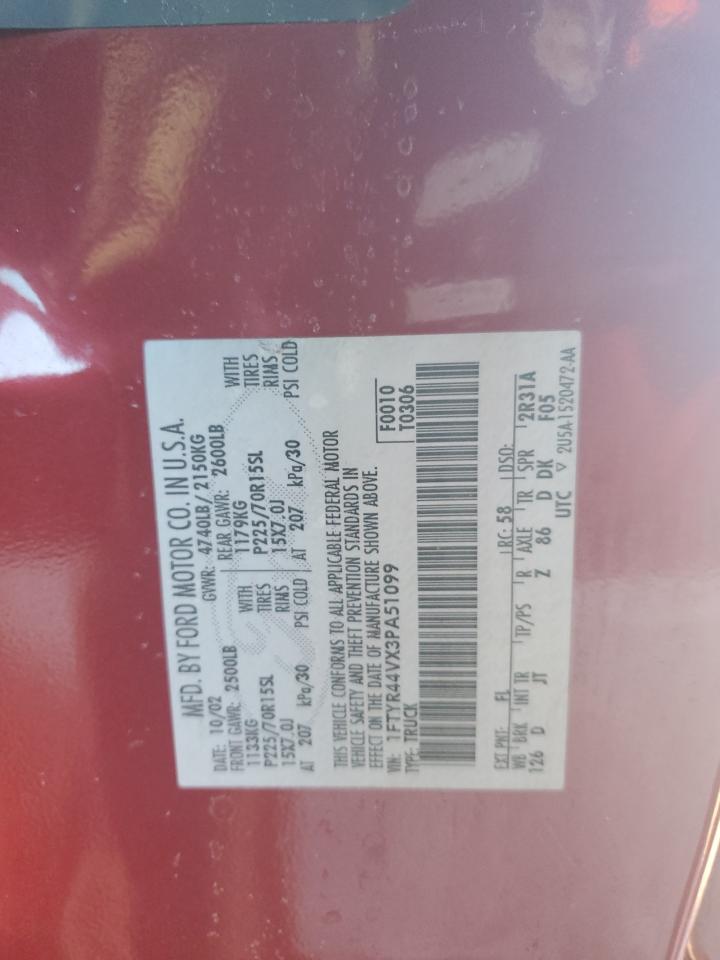 MFD. BY FORD MOTOR CO. IN U.S.A.
DATE: 10/02 GVWR: 4740LB/ 2150KG
FRONT GAWR: 2500LB REAR GAWR: 2600LB
1133KG WITH 1179KG WITH
P225/70R15SL TIRES P225/70R15SL TIRES
15X7.0J RIMS 15X7.0J RIMS
AT 207 kPa/30 PSI COLD AT 207 kPa/30 PSI COLD
THIS VEHICLE CONFORMS TO ALL APPLICABLE FEDERAL MOTOR
VEHICLE SAFETY AND THEFT PREVENTION STANDARDS IN
EFFECT ON THE DATE OF MANUFACTURE SHOWN ABOVE.
VIN: 1FTYR44VX3PA51099 F0010
TYPE: TRUCK T0306
EXT PNT: FL RC: 58 DSO:
WB BRK INT TR TP/PS R AXLE TR SPR 2R31A
126 D JT Z 86 D DK F05
UTC ▽ 2U5A-1520472-AA